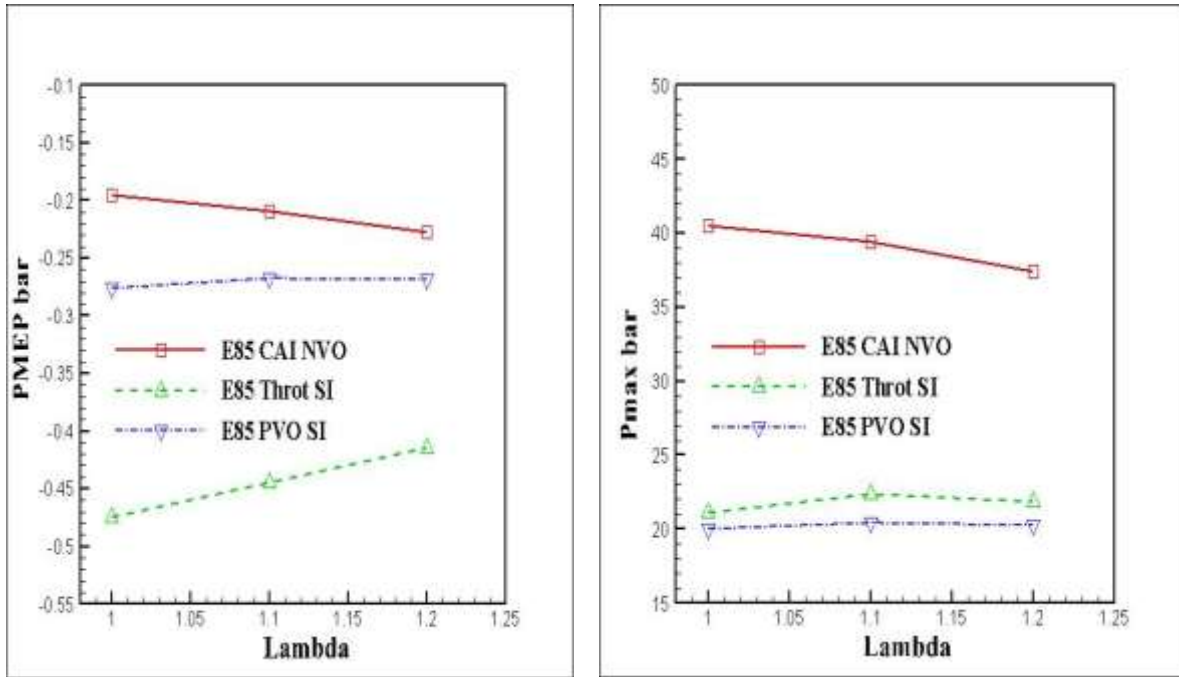 -0.1
-0.15
-0.2
-0.25
-0.3
-0.35
-0.4
-0.45
-0.5
-0.55
PMEP bar
E85 CAI NVO
E85 Throt SI
E85 PVO SI
1 1.05 1.1 1.15 1.2 1.25
Lambda
50
45
40
35
30
25
20
15
Pmax bar
E85 CAI NVO
E85 Throt SI
E85 PVO SI
1 1.05 1.1 1.15 1.2 1.25
Lambda